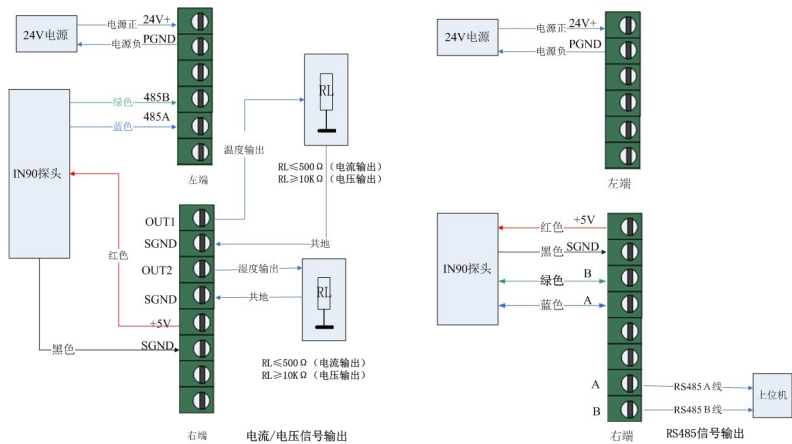 24V电源
电源正
24V+
电源负
PGND
绿色
485B
蓝色
485A
IN90探头
左端
RL
温度输出
RL≤500Ω（电流输出）
RL≥10KΩ（电压输出）
OUT1
SGND
共地
OUT2
湿度输出
SGND
共地
RL
红色
+5V
黑色
SGND
RL≤500Ω（电流输出）
RL≥10KΩ（电压输出）
右端
电流/电压信号输出
24V电源
电源正
24V+
电源负
PGND
左端
IN90探头
红色
+5V
黑色
SGND
绿色
B
蓝色
A
A
RS485 A 线
B
RS485 B 线
上位机
右端
RS485信号输出